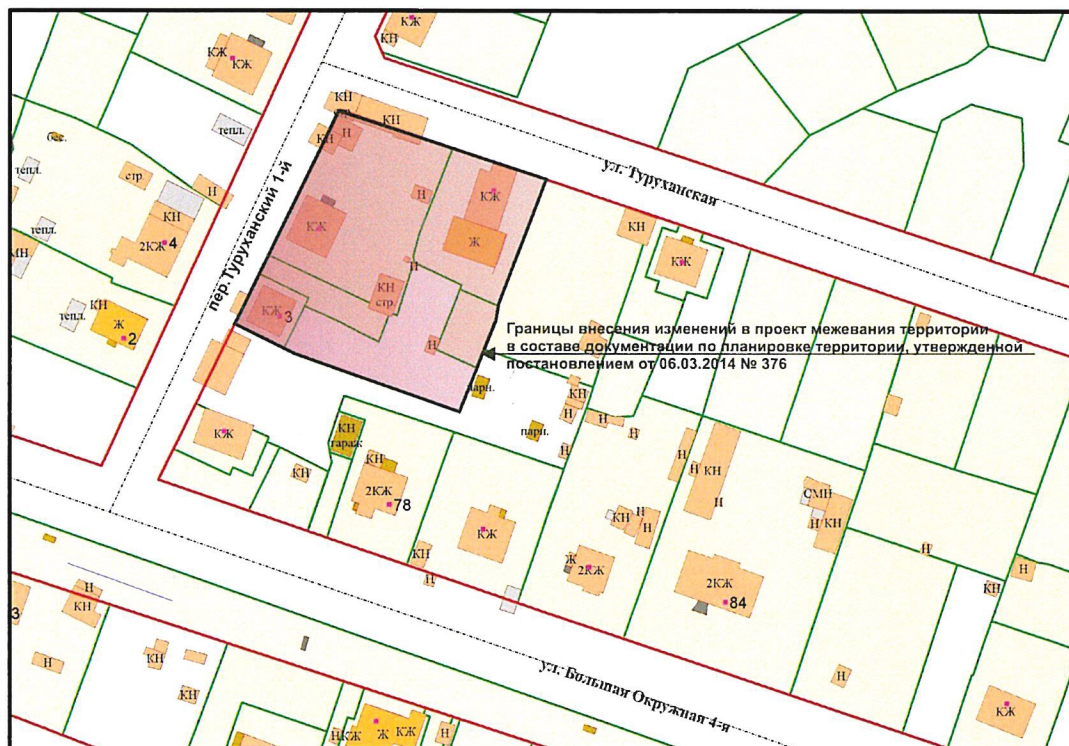 КЖ
КН
КЖ
КЖ
КН
тепл.
КН
Н
бес.
ул. Туруханская
тепл.
стр.
Н
Н
КЖ
КН
пер. Туруханский 1-й
КЖ
КН
тепл.
2КЖ 4
Ж
КЖ
МН
Н
КН
КН
стр.
тепл.
Ж
2
КЖ
3
Границы внесения изменений в проект межевания территории
в составе документации по планировке территории, утвержденной
постановлением от 06.03.2014 № 376
Н
парн.
КН
Н
Н
КЖ
КН
гараж
парн.
Н
Н
КН
КН
Н
Н
КН
2КЖ
78
СМН
Н
КН
Н
КЖ
КН
Н
Н
КН
Н
Ж
2КЖ
Н
Н
КН
2КЖ
84
Н
КН
3
Н
КН
Н
КН
ул. Большая Окружная 4-я
Н
КЖ
КН
Н
КЖ
Ж
КЖ
Н